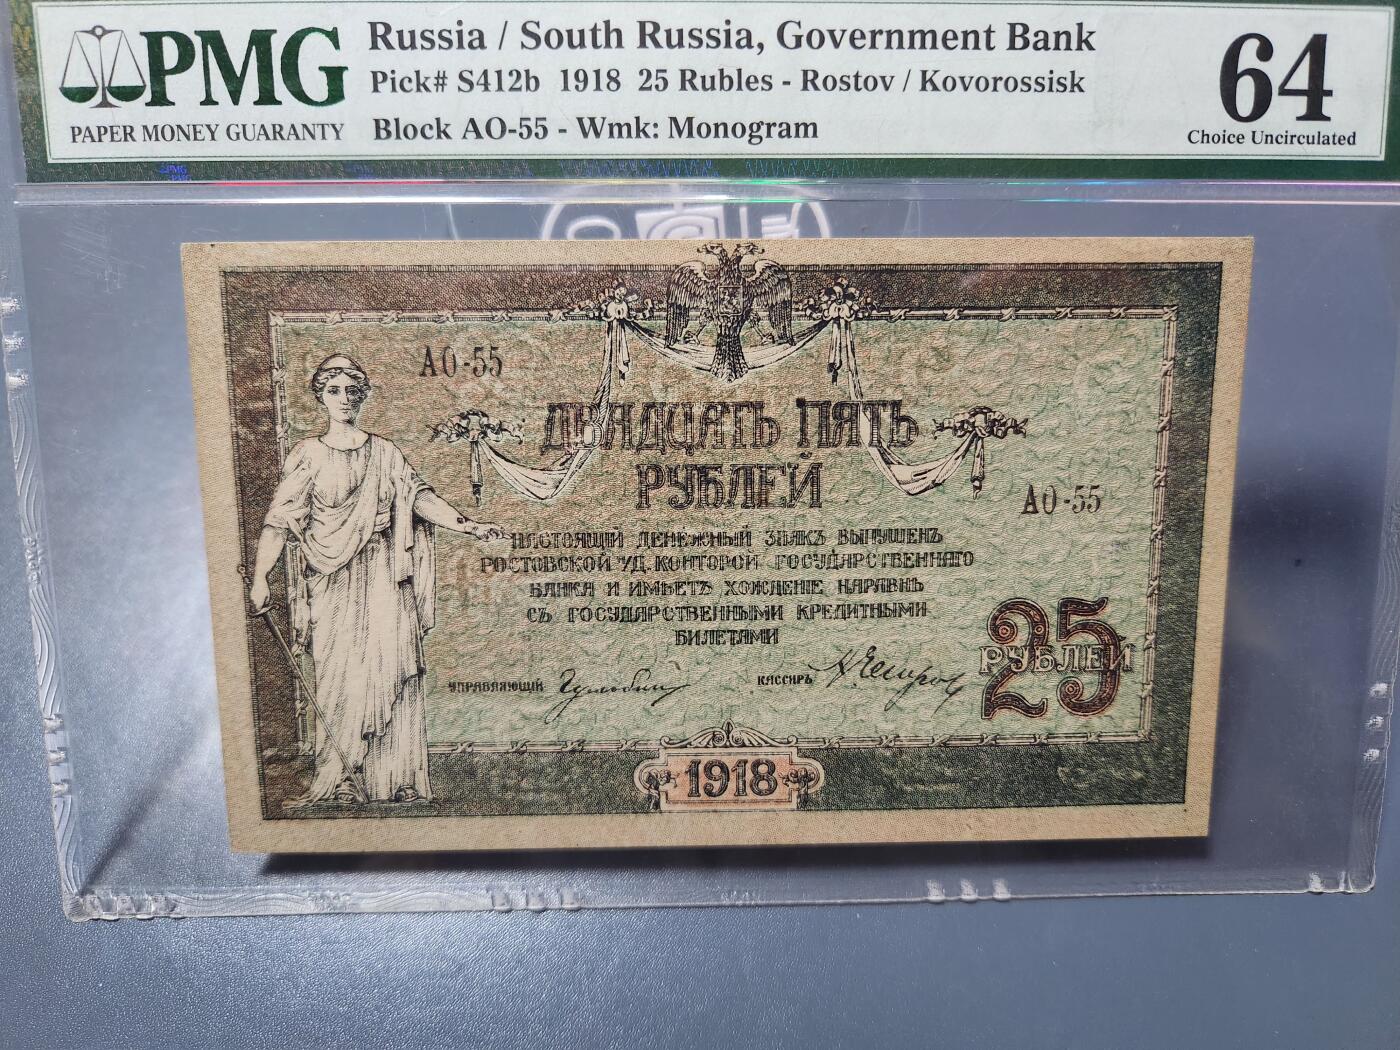 PMG
PAPER MONEY GUARANTY
Russia / South Russia, Government Bank
Pick# S412b 1918 25 Rubles - Rostov / Kovorossisk
Block AO-55 - Wmk: Monogram
64
Choice Uncirculated
АО-55
ДВАДЦАТЬ ПЯТЬ
РУБЛЕЙ
АО-55
НАСТОЯЩІЙ ДЕНЕЖНЫЙ ЗНАКЪ ВЫПУЩЕНЪ
РОСТОВСКОЙ УД. КОНТОРОЙ ГОСУДАРСТВЕННАГО
БАНКА И ИМѢЕТЪ ХОЖДЕНІЕ НАРАВНѢ
СЪ ГОСУДАРСТВЕННЫМИ КРЕДИТНЫМИ
БИЛЕТАМИ
25
РУБЛЕЙ
УПРАВЛЯЮЩІЙ
КАССИРЪ
1918